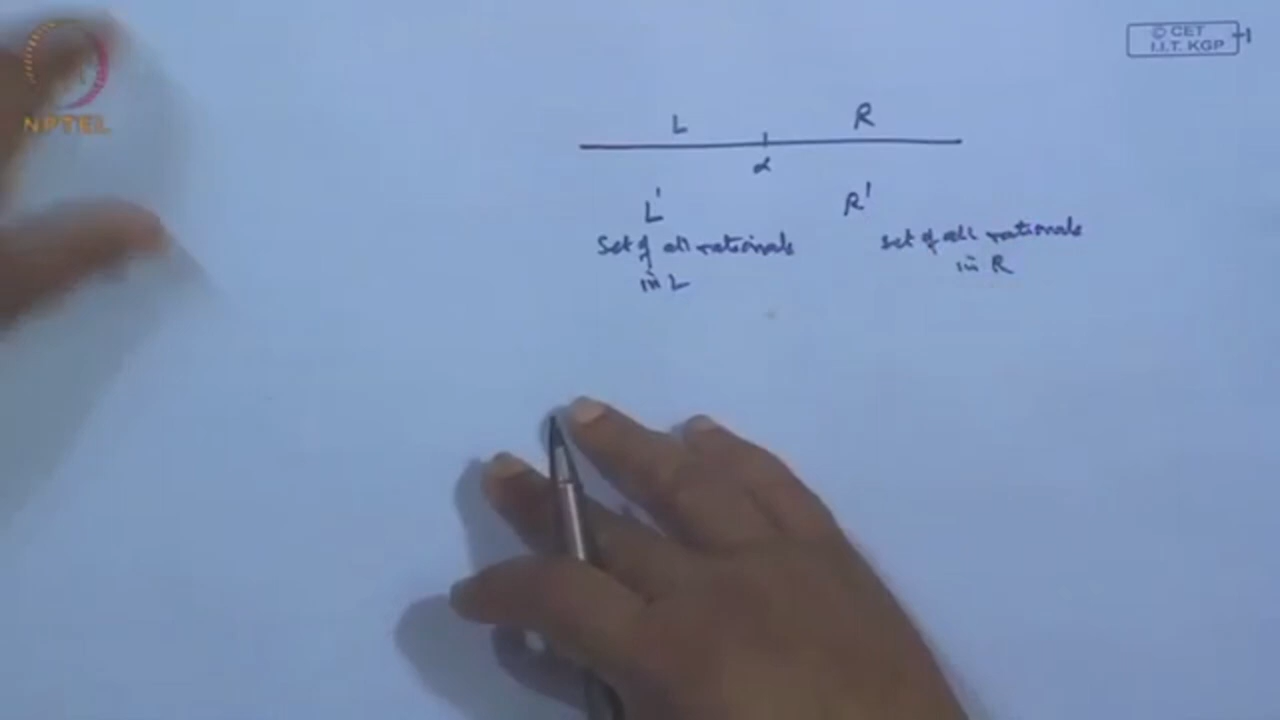 NPTEL
© CET
I.I.T. KGP
L R
α
L' R'
Set of all rationals
in L
set of all rationals
in R